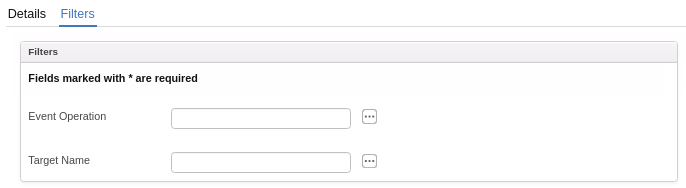 Details Filters
Filters
Fields marked with * are required
Event Operation
Target Name